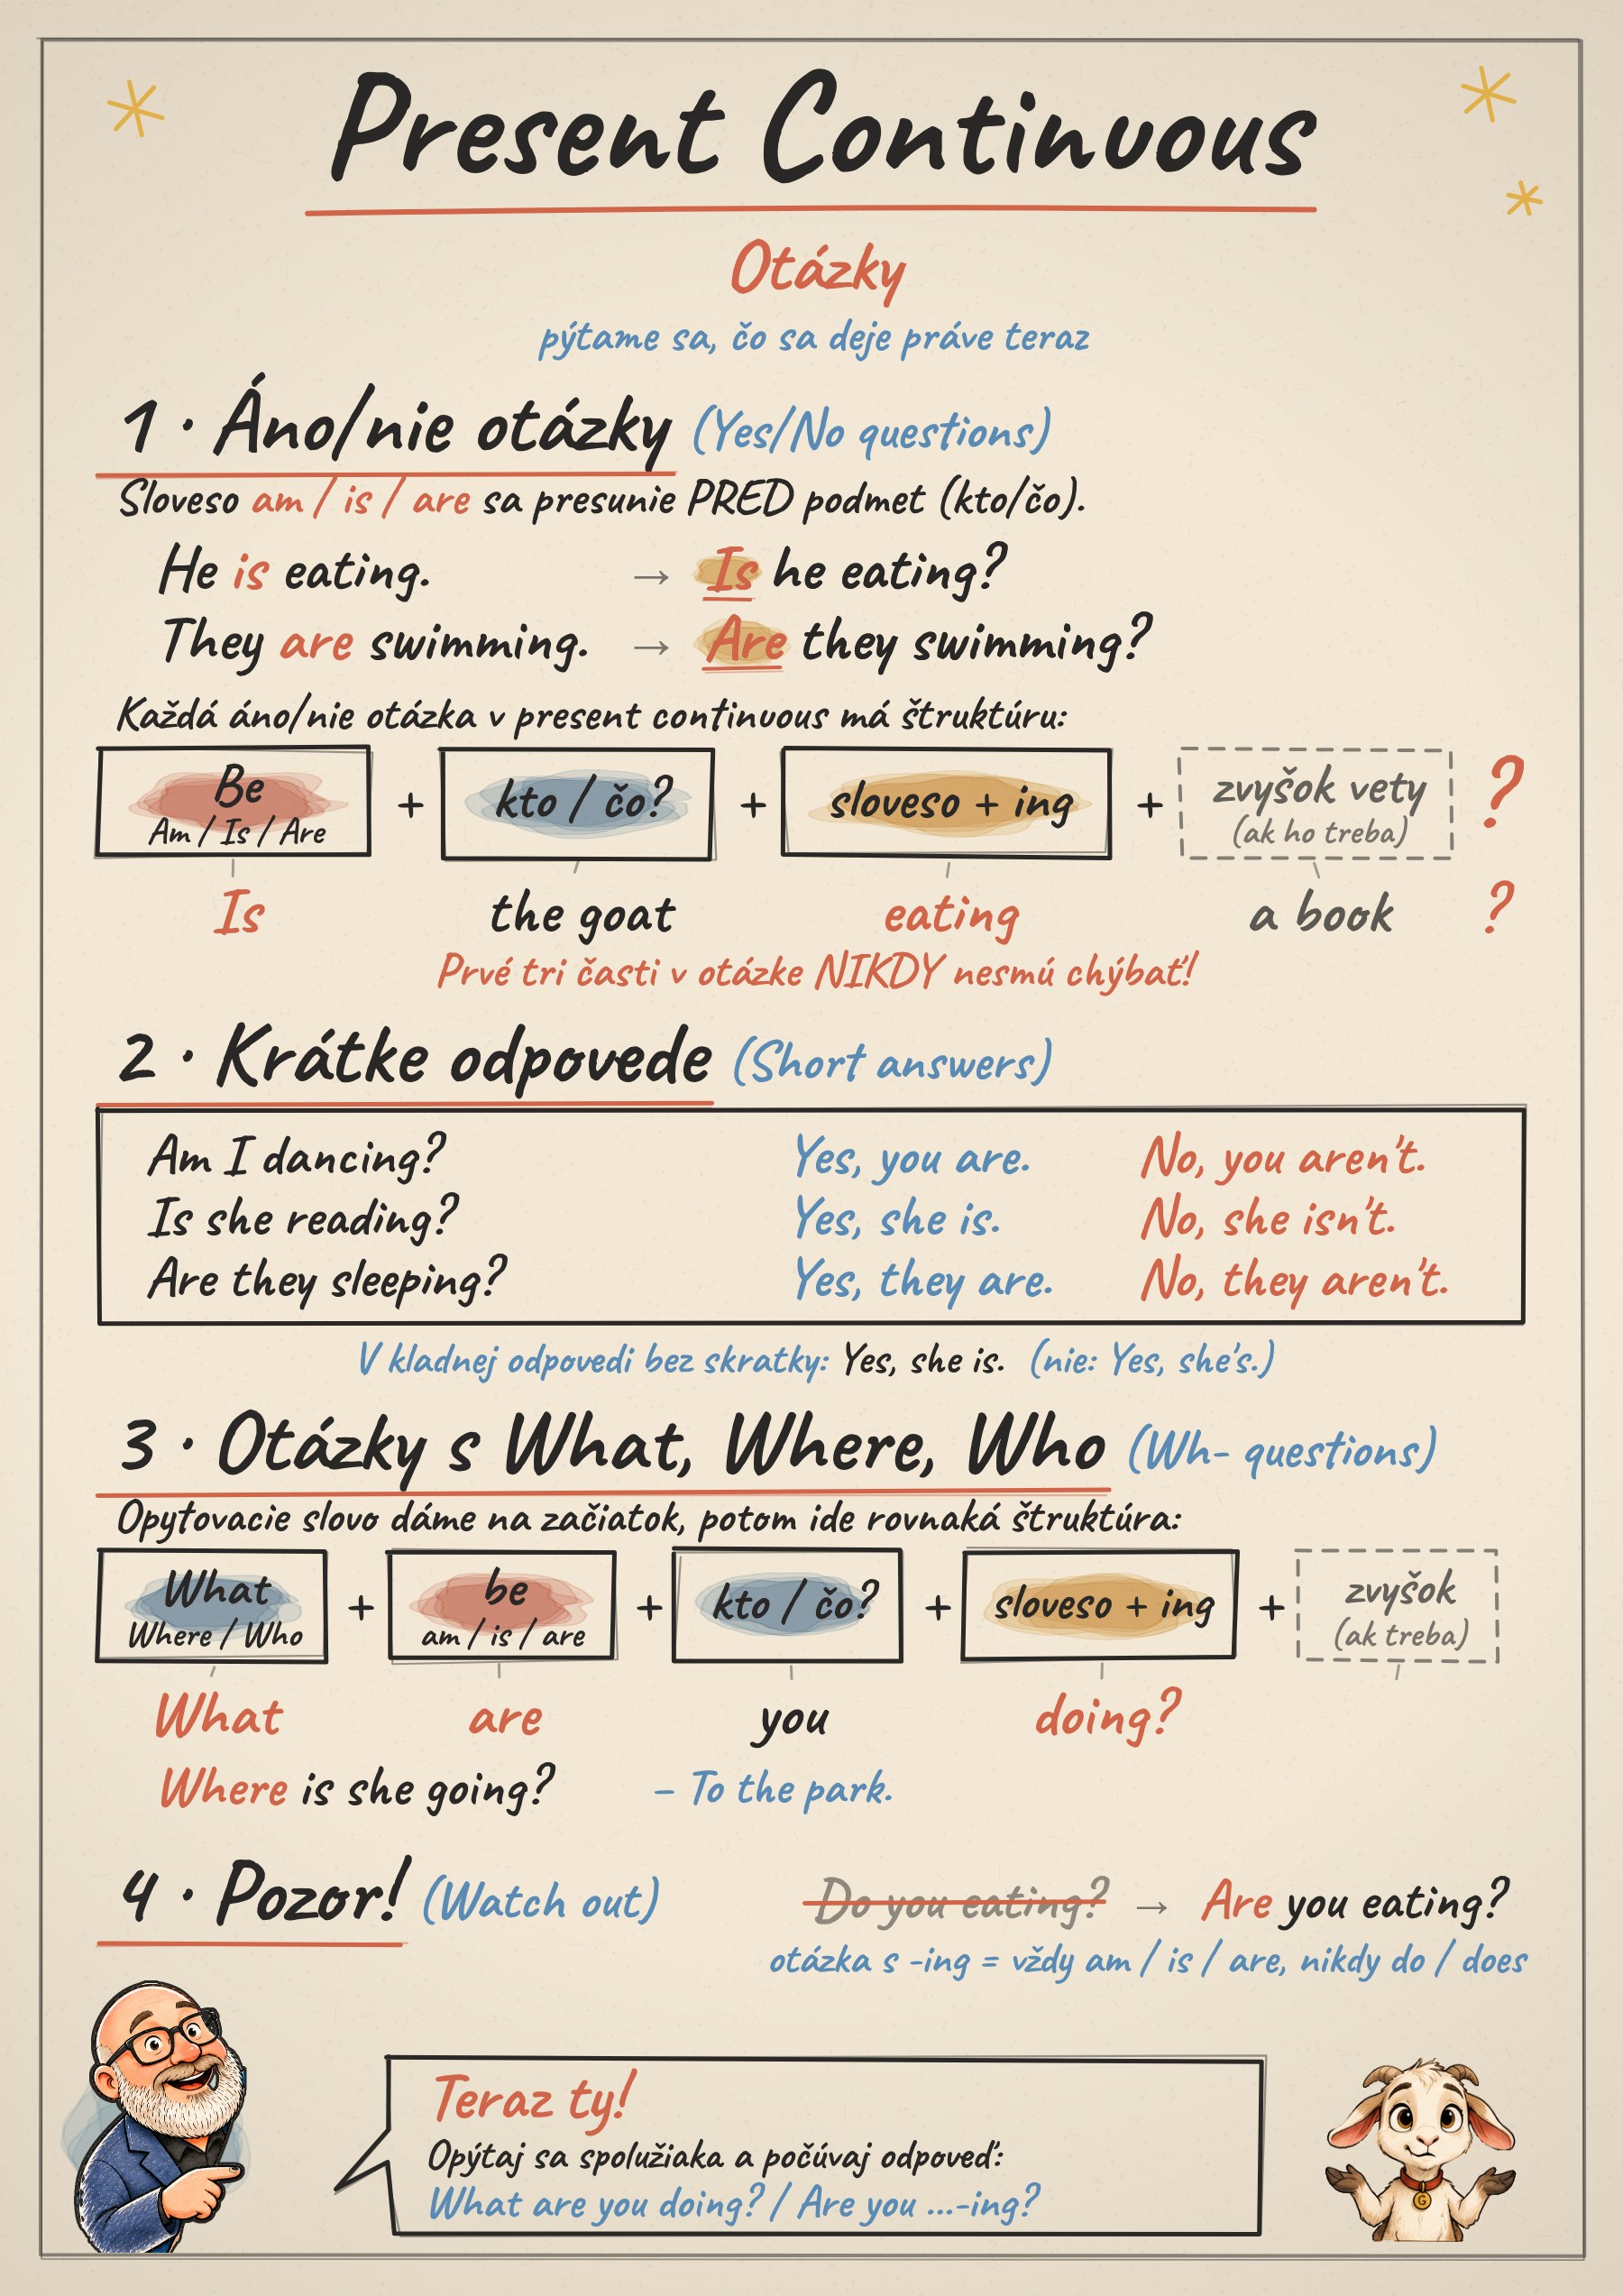 Present Continuous
Otázky
pýtame sa, čo sa deje práve teraz
1 · Áno/nie otázky (Yes/No questions)
Sloveso am / is / are sa presunie PRED podmet (kto/čo).
He is eating. → Is he eating?
They are swimming. → Are they swimming?
Každá áno/nie otázka v present continuous má štruktúru:
Be + kto / čo? + sloveso + ing + zvyšok vety ?
Am / Is / Are (ak ho treba)
Is the goat eating a book ?
Prvé tri časti v otázke NIKDY nesmú chýbať!
2 · Krátke odpovede (Short answers)
Am I dancing? Yes, you are. No, you aren't.
Is she reading? Yes, she is. No, she isn't.
Are they sleeping? Yes, they are. No, they aren't.
V kladnej odpovedi bez skratky: Yes, she is. (nie: Yes, she's.)
3 · Otázky s What, Where, Who (Wh- questions)
Opytovacie slovo dáme na začiatok, potom ide rovnaká štruktúra:
What + be + kto / čo? + sloveso + ing + zvyšok
Where / Who am / is / are (ak treba)
What are you doing?
Where is she going? – To the park.
4 · Pozor! (Watch out) Do you eating? → Are you eating?
otázka s -ing = vždy am / is / are, nikdy do / does
Teraz ty!
Opýtaj sa spolužiaka a počúvaj odpoveď:
What are you doing? / Are you ...-ing?
G